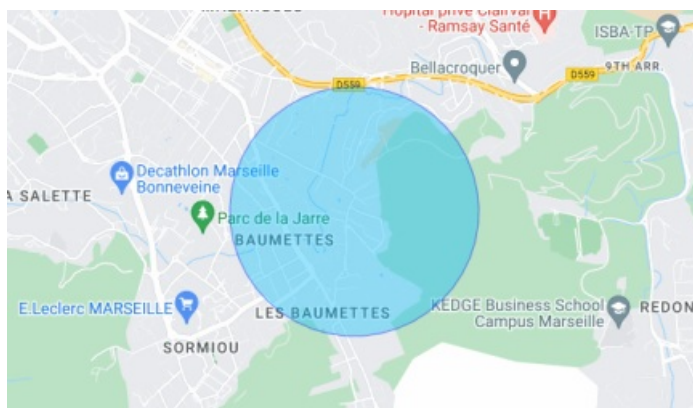 MAZARGUES
Hôpital privé Clairval
- Ramsay Santé
ISBA-TP
Bellacroquer
9TH ARR.
D559
D559
Decathlon Marseille
Bonneveine
A SALETTE
Parc de la Jarre
BAUMETTES
E.Leclerc MARSEILLE
LES BAUMETTES
KEDGE Business School
Campus Marseille
REDON
SORMIOU